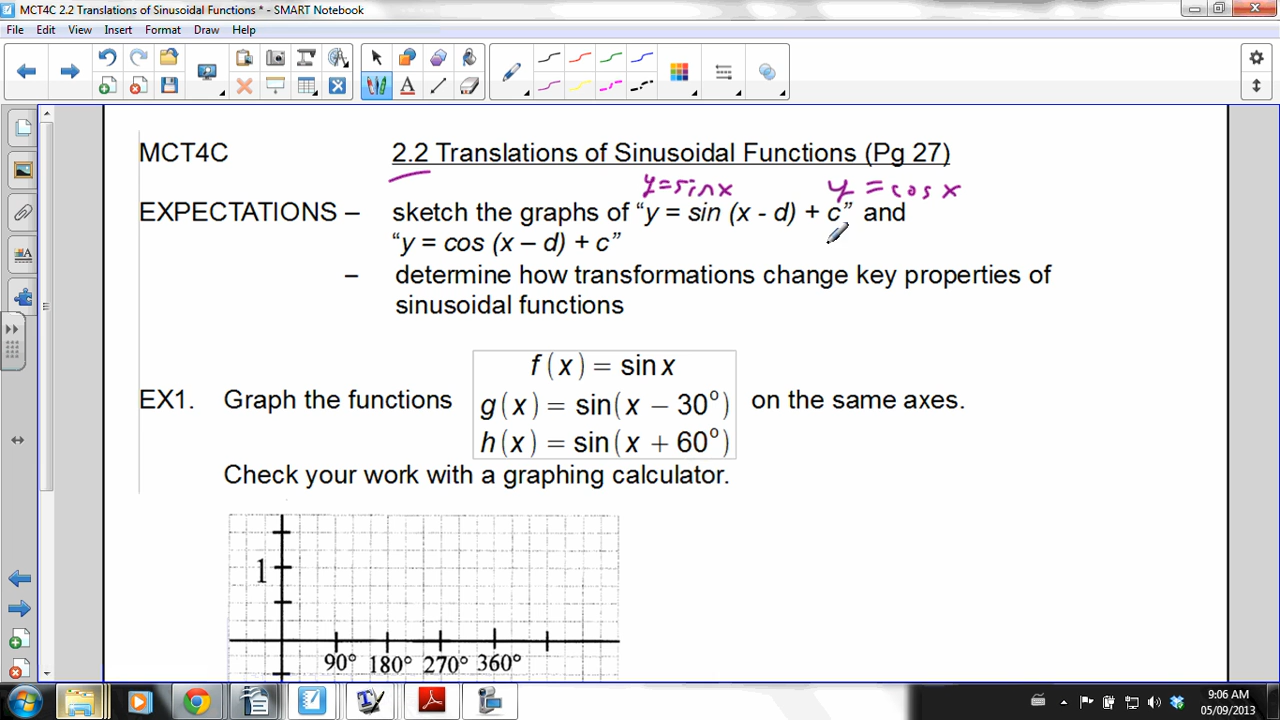 MCT4C 2.2 Translations of Sinusoidal Functions * - SMART Notebook
File Edit View Insert Format Draw Help
MCT4C 2.2 Translations of Sinusoidal Functions (Pg 27)
y=sinx y =cosx
EXPECTATIONS – sketch the graphs of “y = sin (x - d) + c” and
“y = cos (x – d) + c”
– determine how transformations change key properties of
sinusoidal functions
f(x) = sin x
EX1. Graph the functions g(x) = sin(x − 30°) on the same axes.
h(x) = sin(x + 60°)
Check your work with a graphing calculator.
1
90° 180° 270° 360°
9:06 AM
05/09/2013